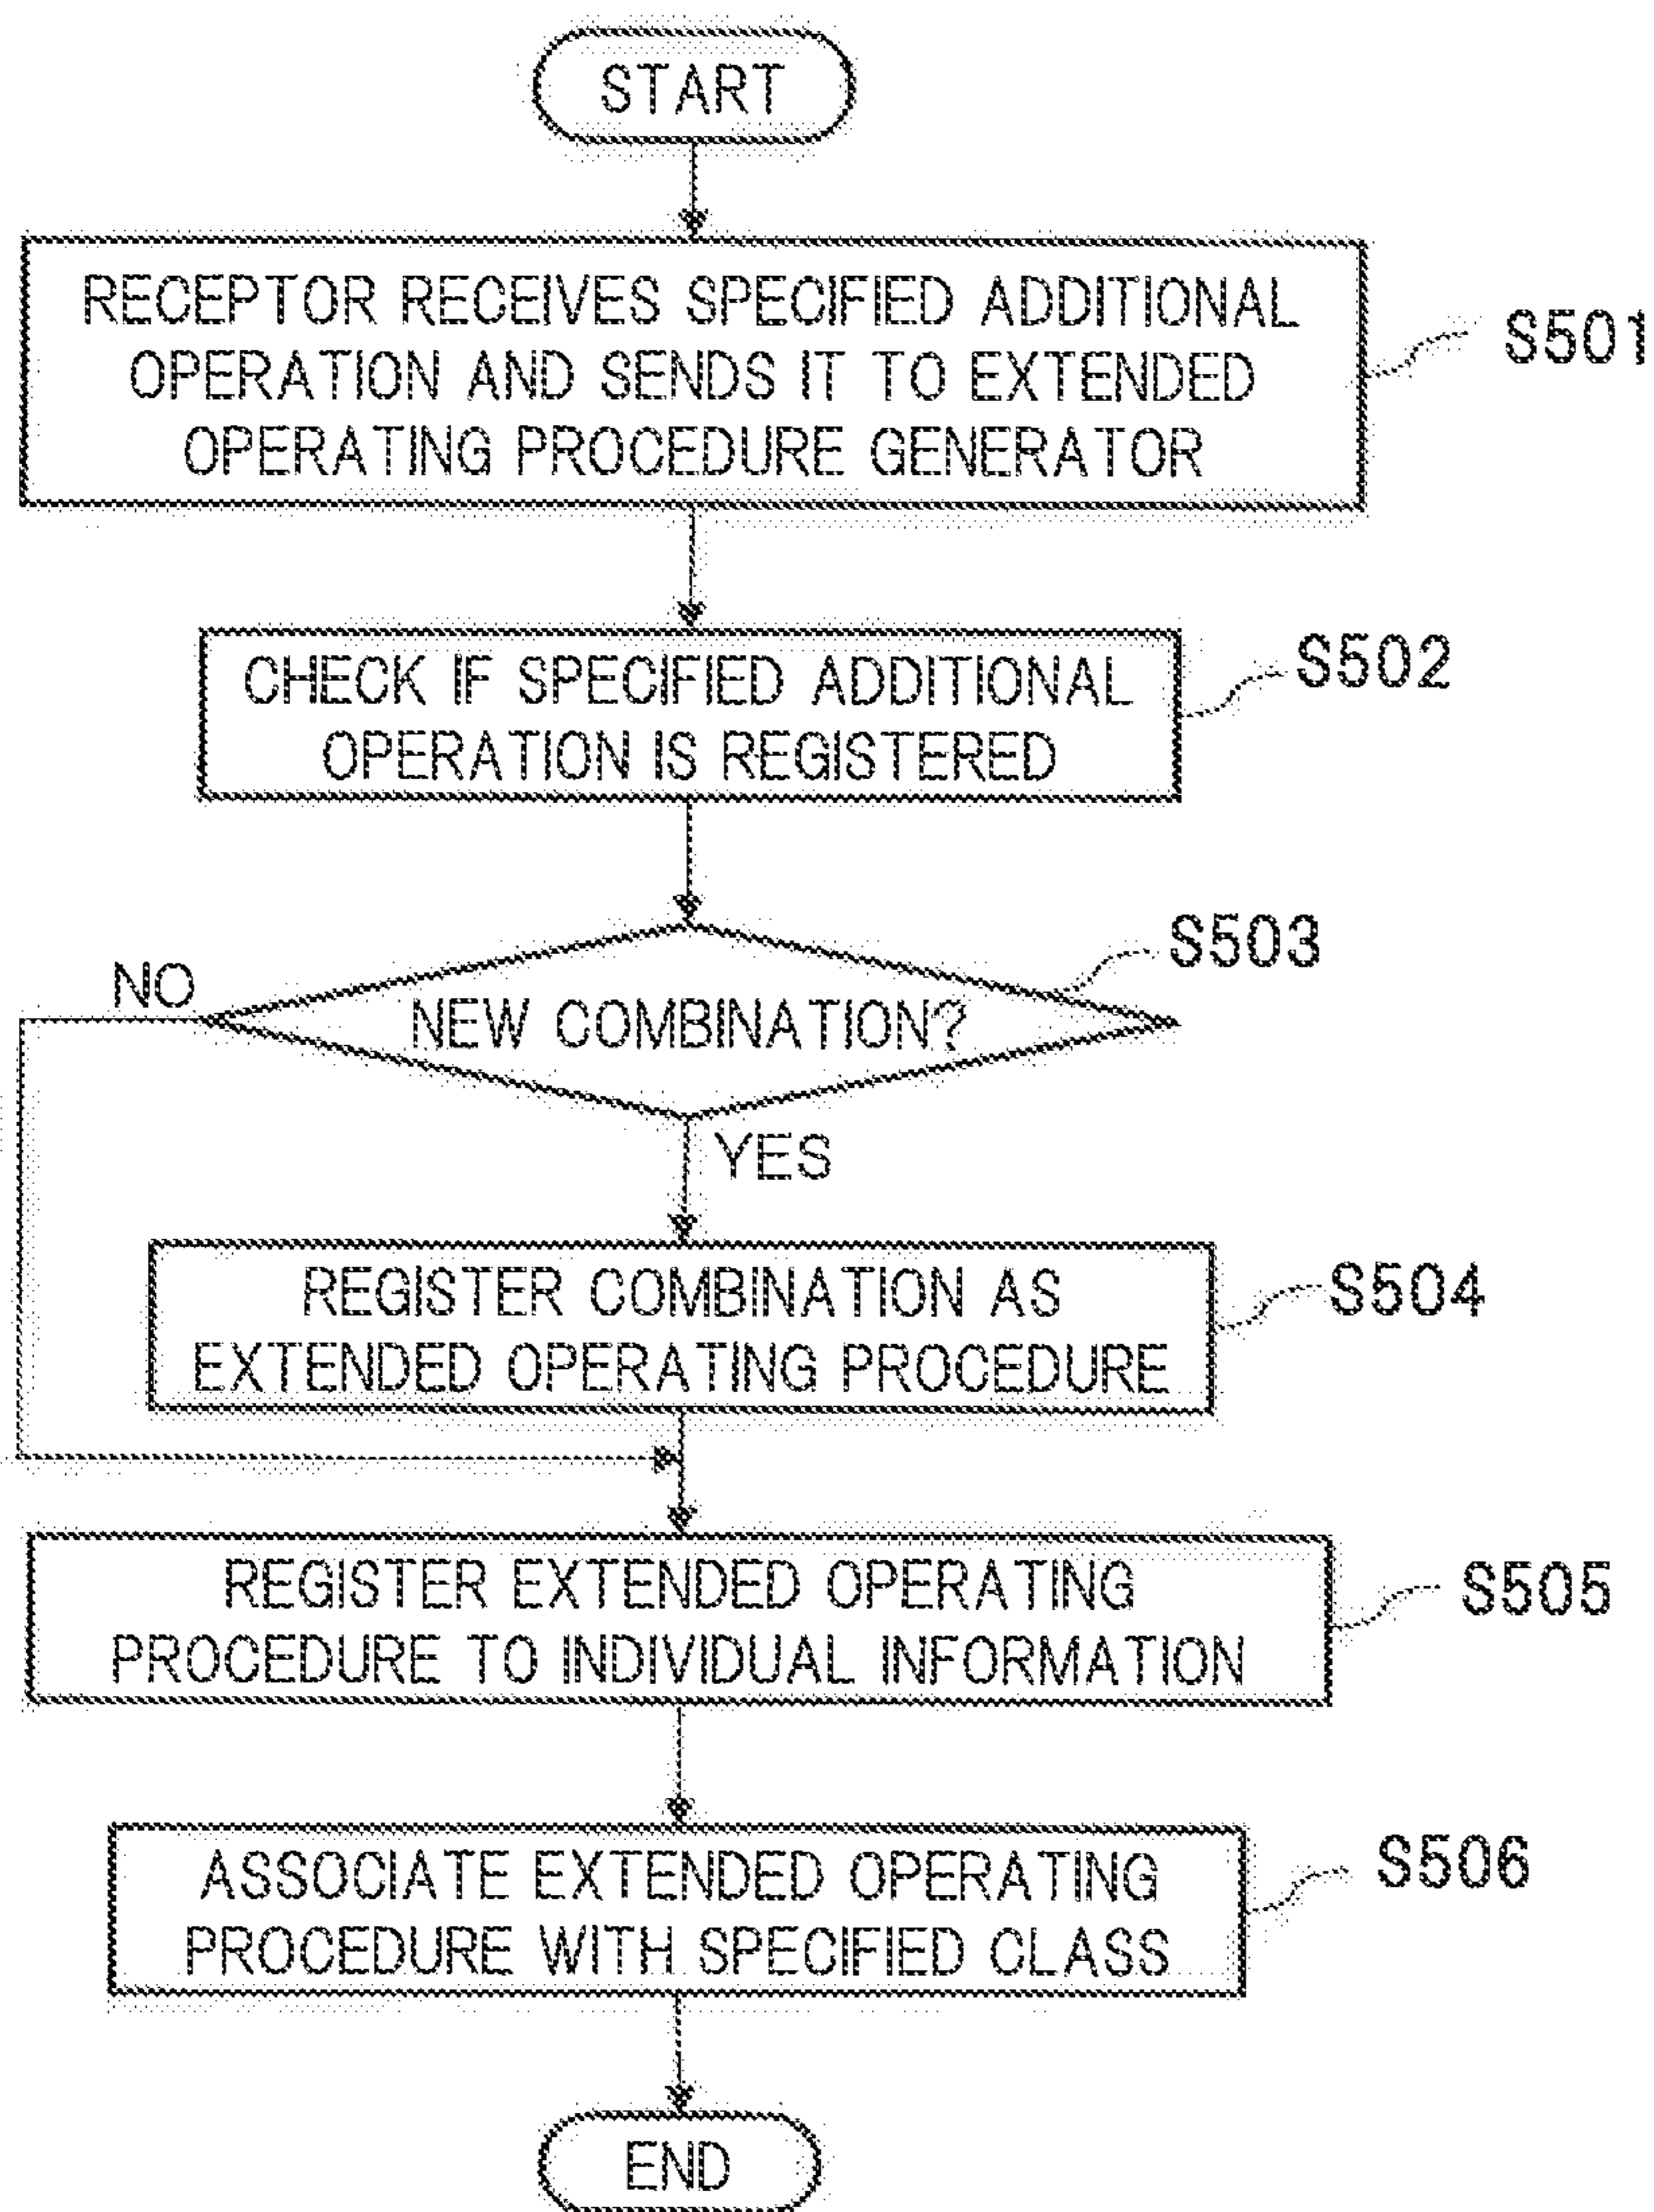 START
RECEPTOR RECEIVES SPECIFIED ADDITIONAL
OPERATION AND SENDS IT TO EXTENDED
OPERATING PROCEDURE GENERATOR
S501
CHECK IF SPECIFIED ADDITIONAL
OPERATION IS REGISTERED
S502
NEW COMBINATION?
S503
NO
YES
REGISTER COMBINATION AS
EXTENDED OPERATING PROCEDURE
S504
REGISTER EXTENDED OPERATING
PROCEDURE TO INDIVIDUAL INFORMATION
S505
ASSOCIATE EXTENDED OPERATING
PROCEDURE WITH SPECIFIED CLASS
S506
END